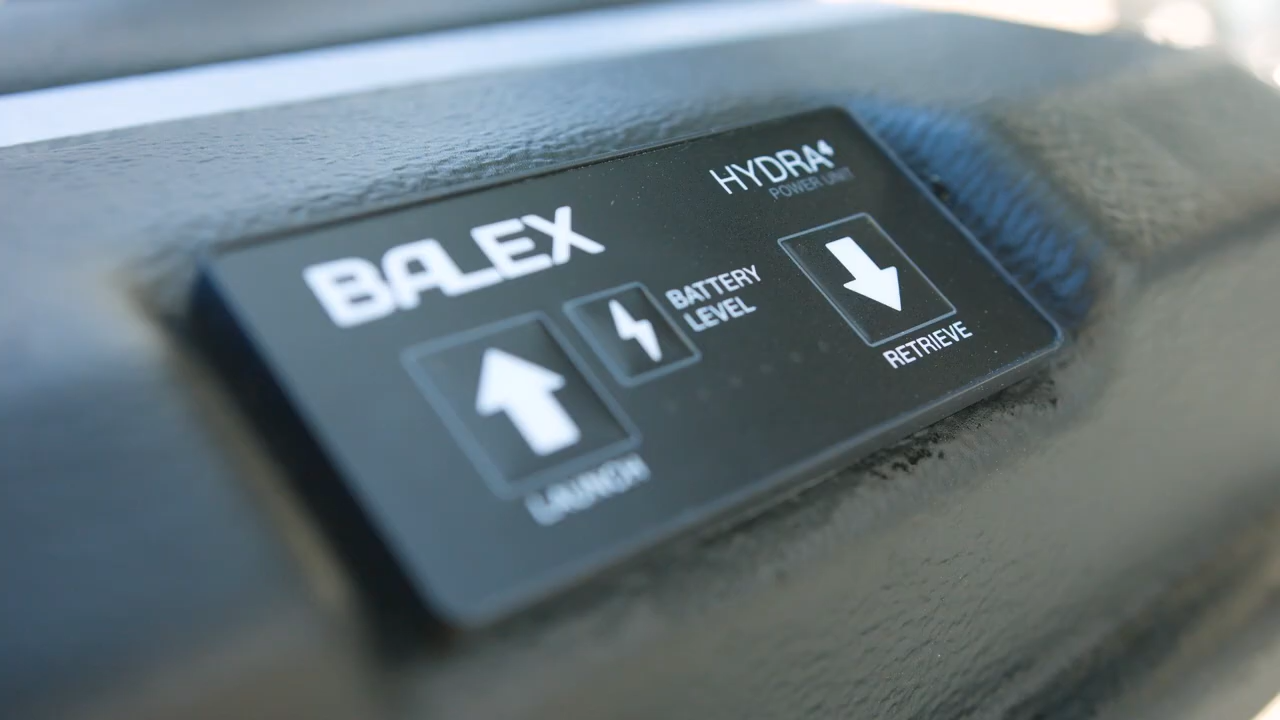 BALEX
HYDRA
POWER UNIT
BATTERY
LEVEL
LAUNCH
RETRIEVE